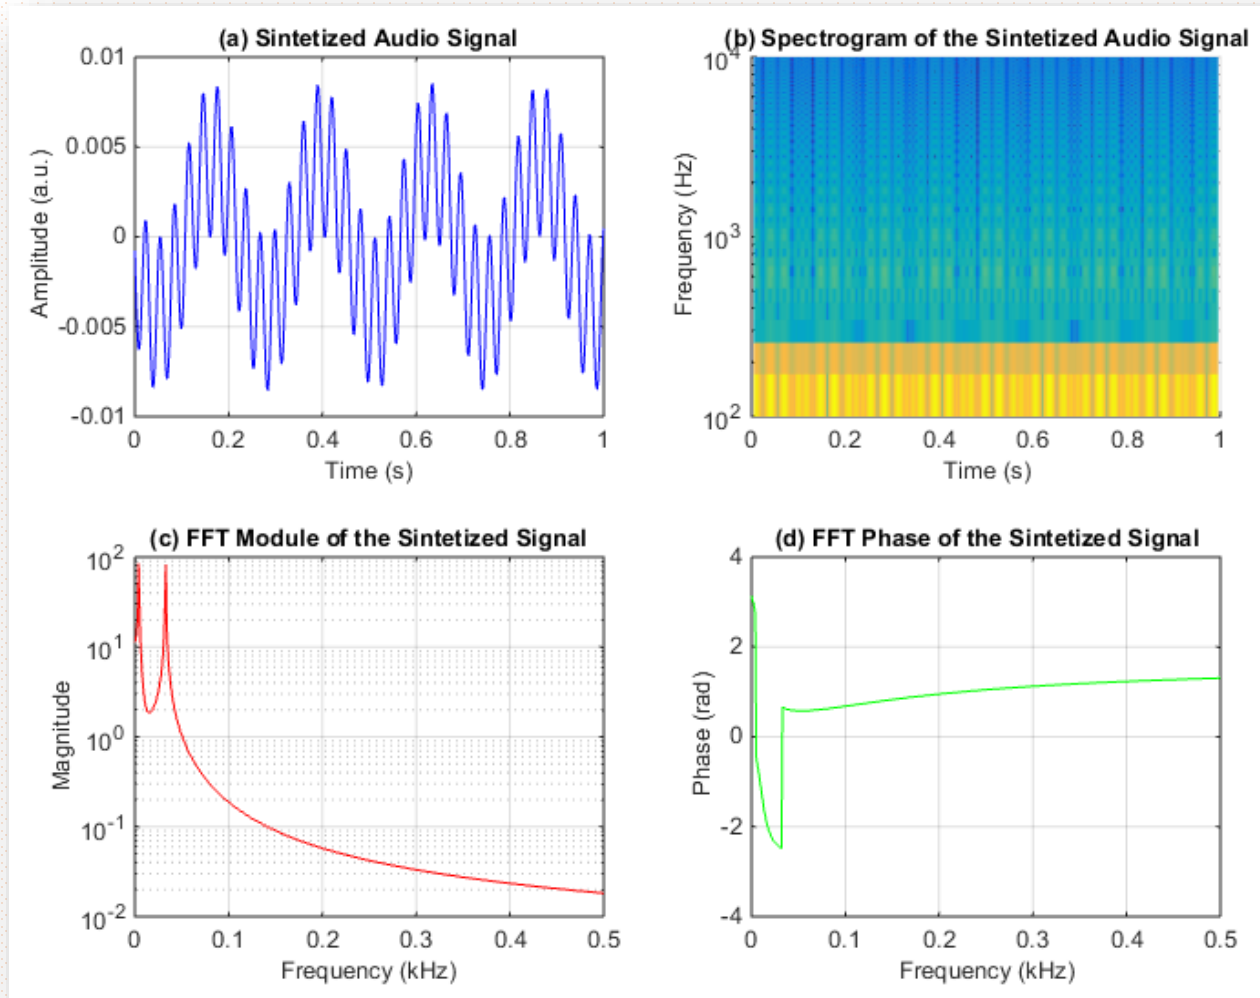 (a) Sintetized Audio Signal
0.01
0.005
0
-0.005
-0.01
Amplitude (a.u.)
0 0.2 0.4 0.6 0.8 1
Time (s)
(b) Spectrogram of the Sintetized Audio Signal
10^4
10^3
10^2
Frequency (Hz)
0 0.2 0.4 0.6 0.8 1
Time (s)
(c) FFT Module of the Sintetized Signal
10^2
10^1
10^0
10^-1
10^-2
Magnitude
0 0.1 0.2 0.3 0.4 0.5
Frequency (kHz)
(d) FFT Phase of the Sintetized Signal
4
2
0
-2
-4
Phase (rad)
0 0.1 0.2 0.3 0.4 0.5
Frequency (kHz)